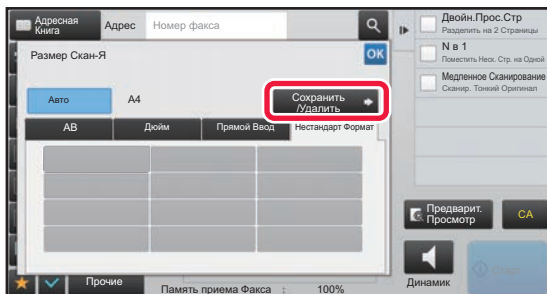 Адресная
Книга
Адрес
Номер факса
Размер Скан-Я
OK
Авто
A4
Сохранить
/Удалить
AB
Дюйм
Прямой Ввод
Нестандарт Формат
Прочие
Память приема Факса : 100%
Двойн.Прос.Стр
Разделить на 2 Страницы
N в 1
Поместить Неск. Стр. на Одной
Медленное Сканирование
Сканир. Тонкий Оригинал
Предварит.
Просмотр
CA
Динамик